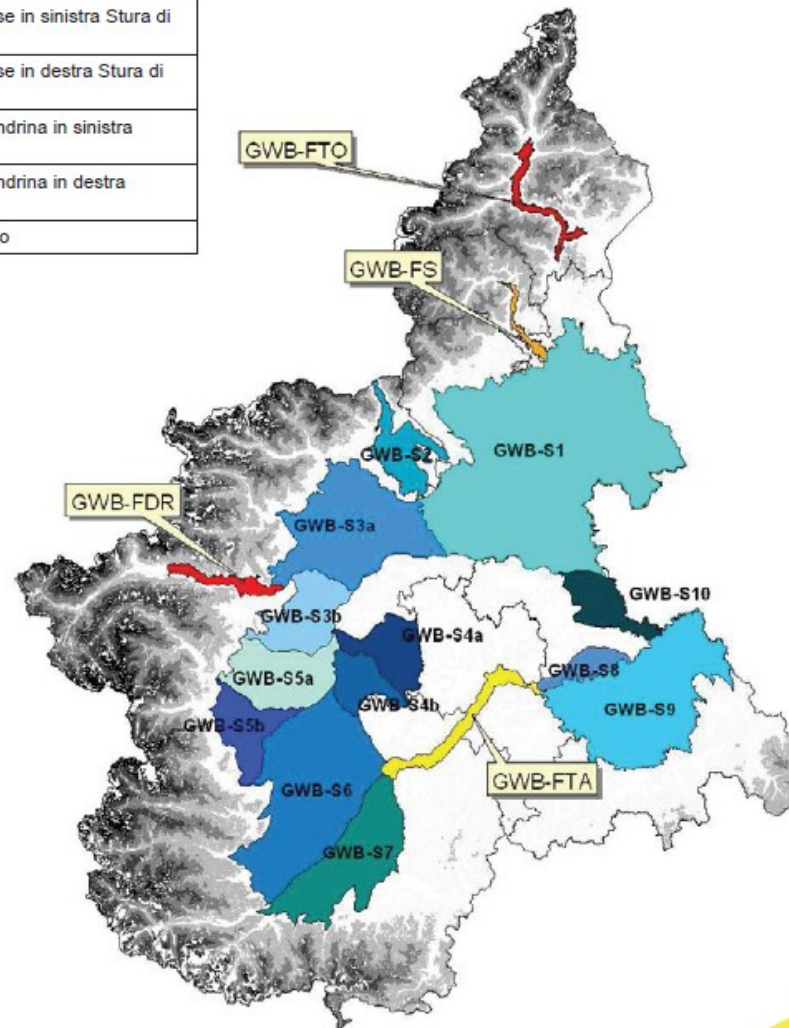 se in sinistra Stura di
se in destra Stura di
ndrina in sinistra
ndrina in destra
o
GWB-FTO
GWB-FS
GWB-S2
GWB-S1
GWB-FDR
GWB-S3a
GWB-S10
GWB-S3b
GWB-S4a
GWB-S8
GWB-S5a
GWB-S4b
GWB-S9
GWB-S5b
GWB-FTA
GWB-S6
GWB-S7